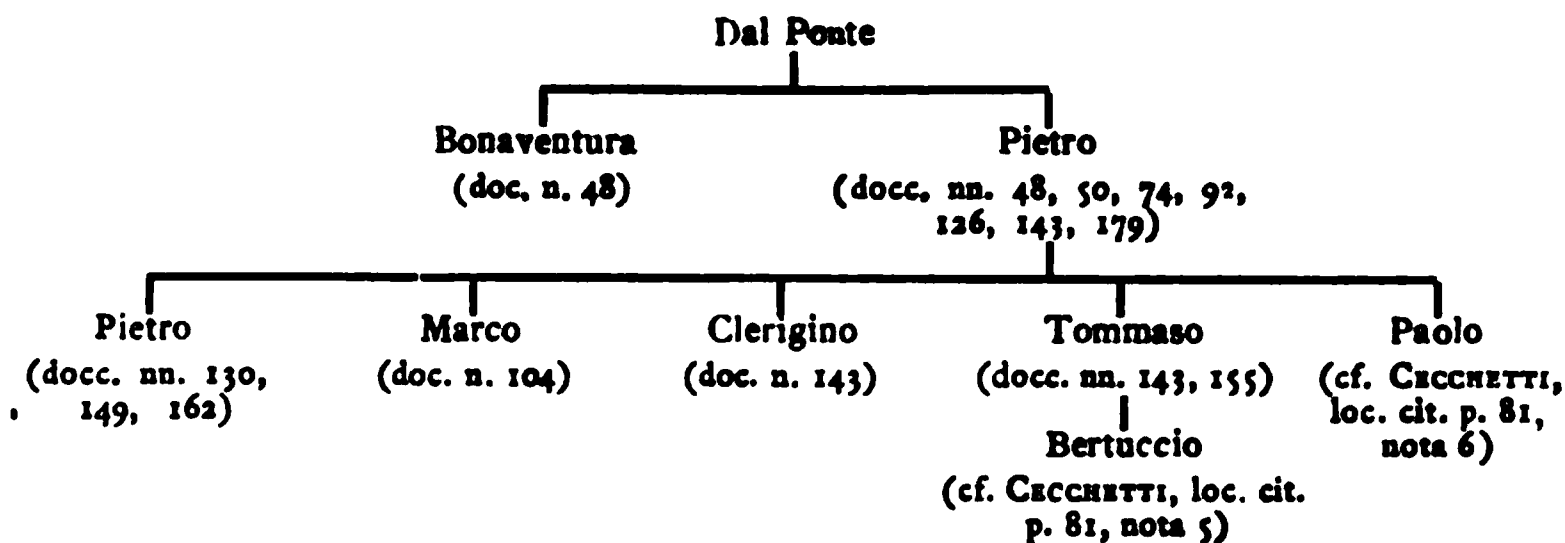 Dal Ponte
Bonaventura
(doc. n. 48)
Pietro
(docc. nn. 48, 50, 74, 92,
126, 143, 179)
Pietro
(docc. nn. 130,
149, 162)
Marco
(doc. n. 104)
Clerigino
(doc. n. 143)
Tommaso
(docc. nn. 143, 155)
Bertuccio
(cf. CECCHETTI, loc. cit.
p. 81, nota 5)
Paolo
(cf. CECCHETTI,
loc. cit. p. 81,
nota 6)